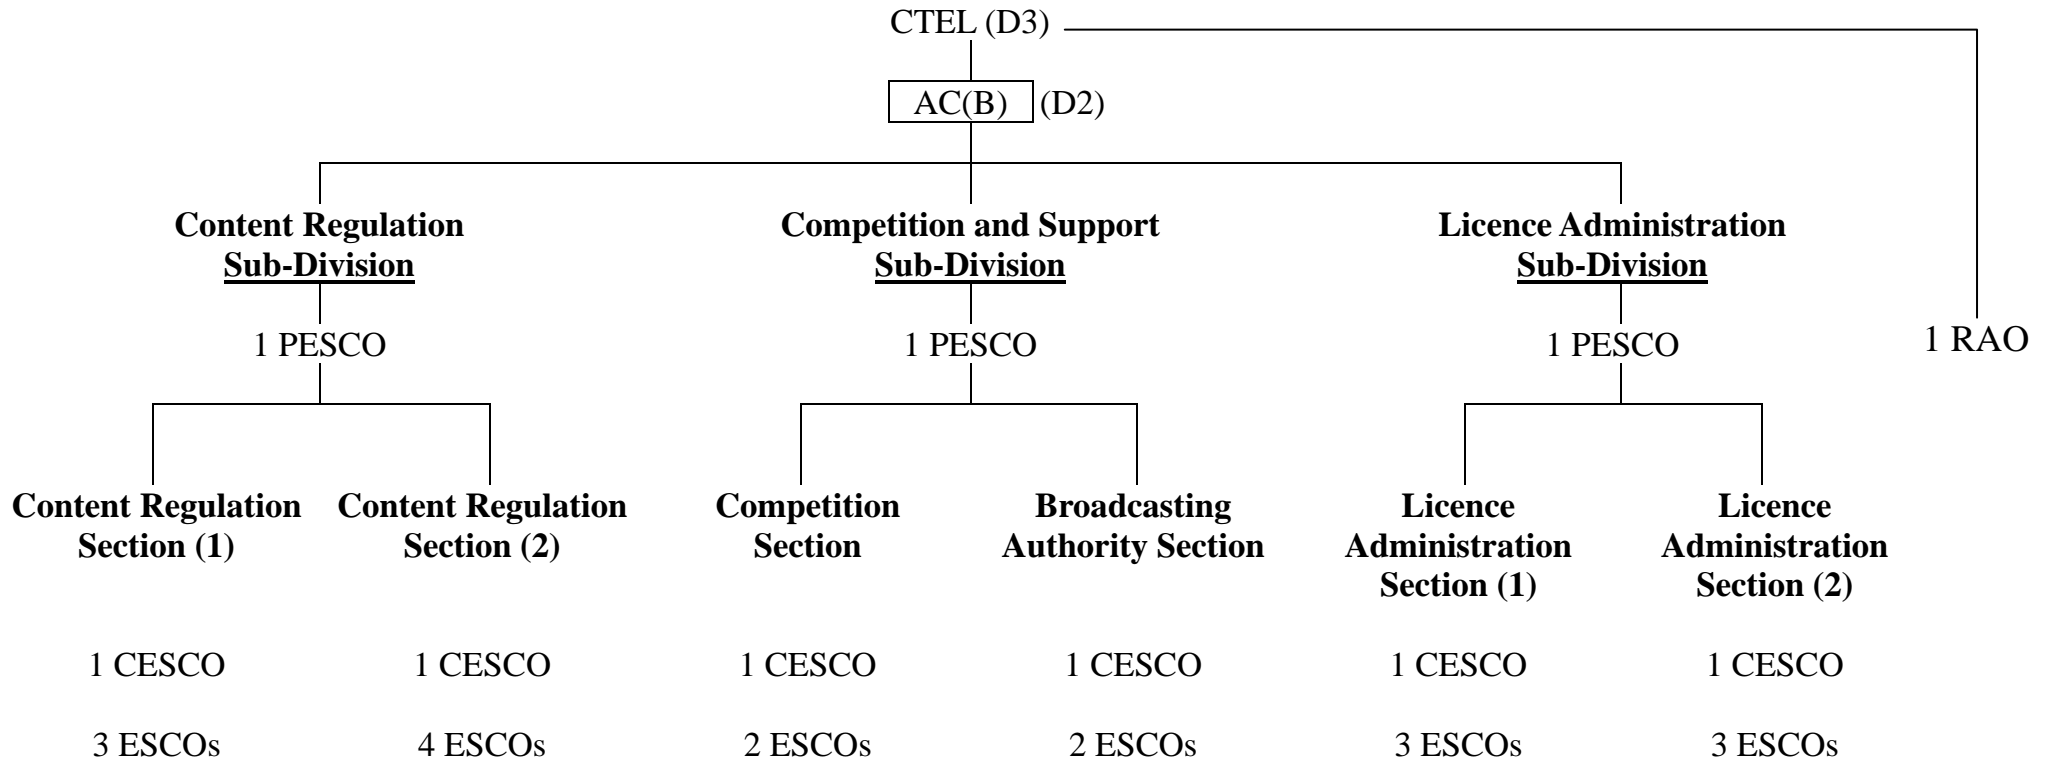 CTEL (D3)
AC(B) (D2)
Content Regulation
Sub-Division
Competition and Support
Sub-Division
Licence Administration
Sub-Division
1 PESCO
1 PESCO
1 PESCO
1 RAO
Content Regulation
Section (1)
Content Regulation
Section (2)
Competition
Section
Broadcasting
Authority Section
Licence
Administration
Section (1)
Licence
Administration
Section (2)
1 CESCO
1 CESCO
1 CESCO
1 CESCO
1 CESCO
1 CESCO
3 ESCOs
4 ESCOs
2 ESCOs
2 ESCOs
3 ESCOs
3 ESCOs